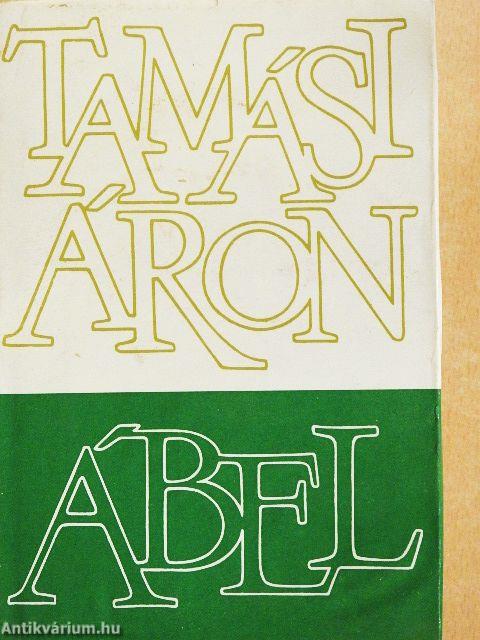 TAMÁSI
ÁRON
ÁBEL
Antikvárium.hu